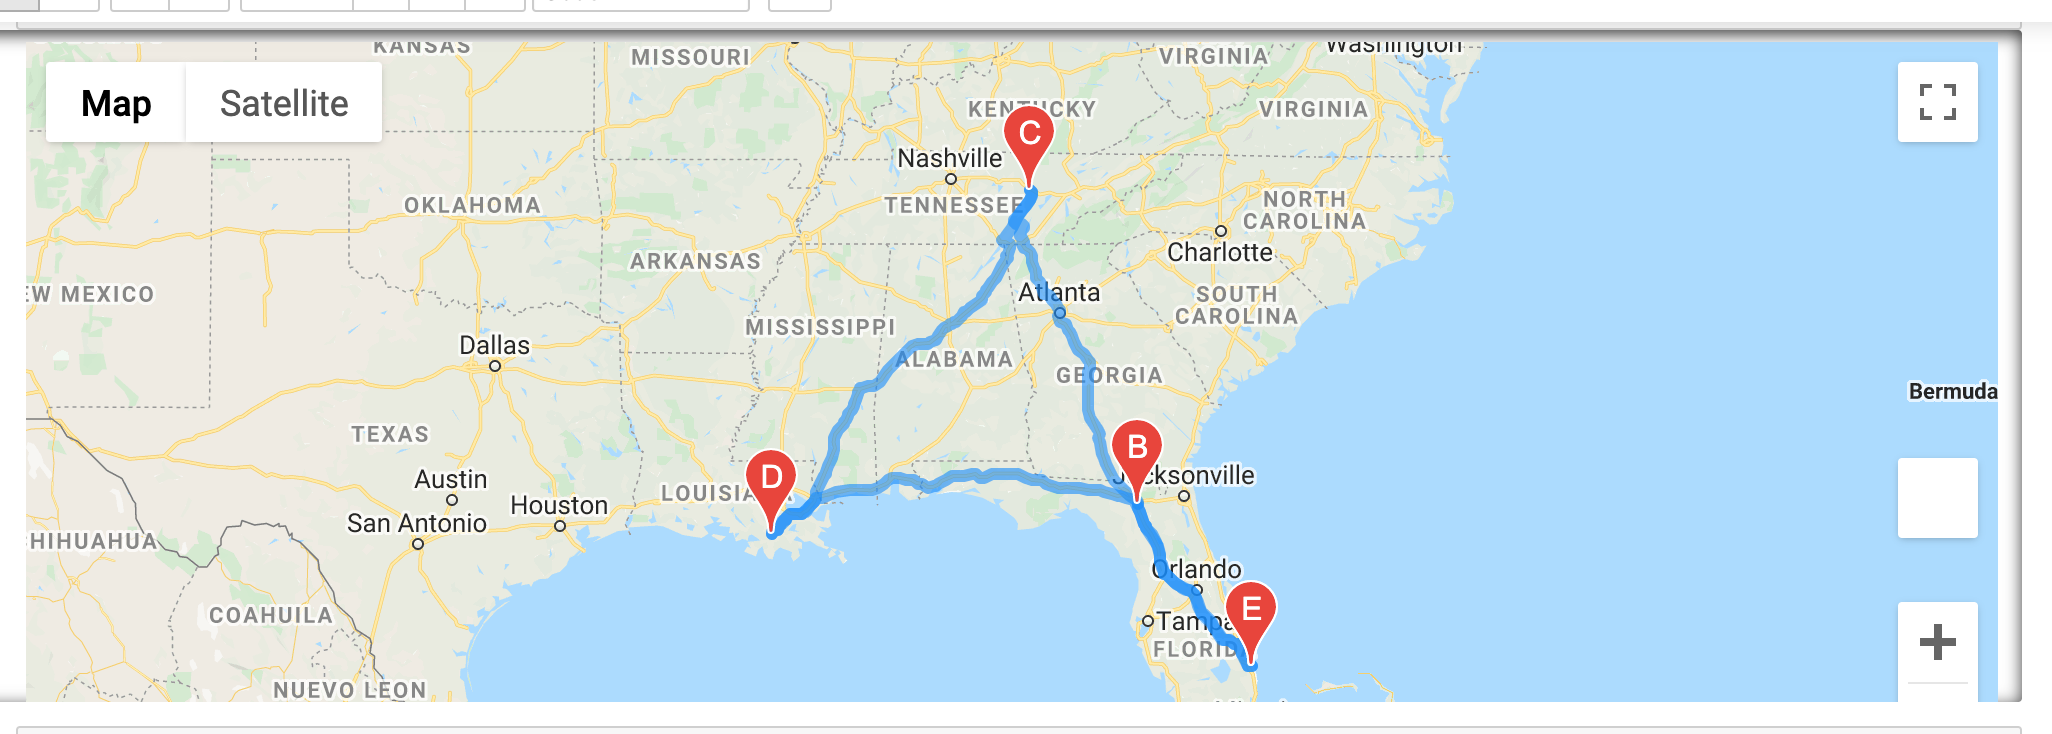 KANSAS
MISSOURI
VIRGINIA
Washington
Map
Satellite
KENTUCKY
VIRGINIA
C
Nashville
OKLAHOMA
TENNESSEE
NORTH
CAROLINA
Charlotte
ARKANSAS
EW MEXICO
Atlanta
SOUTH
CAROLINA
MISSISSIPPI
Dallas
ALABAMA
GEORGIA
Bermuda
TEXAS
B
Jacksonville
D
Austin
LOUISIANA
Houston
San Antonio
HIHUAHUA
Orlando
E
COAHUILA
Tampa
FLORIDA
NUEVO LEON